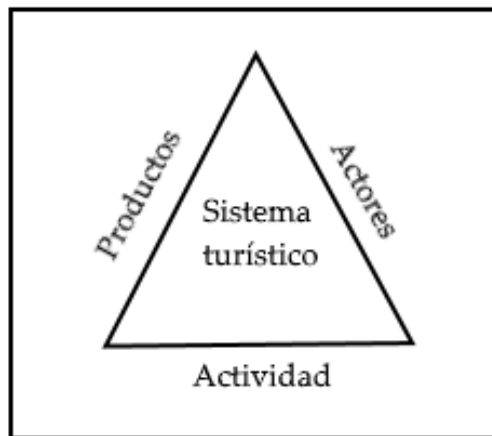 Productos
Actores
Sistema
turístico
Actividad